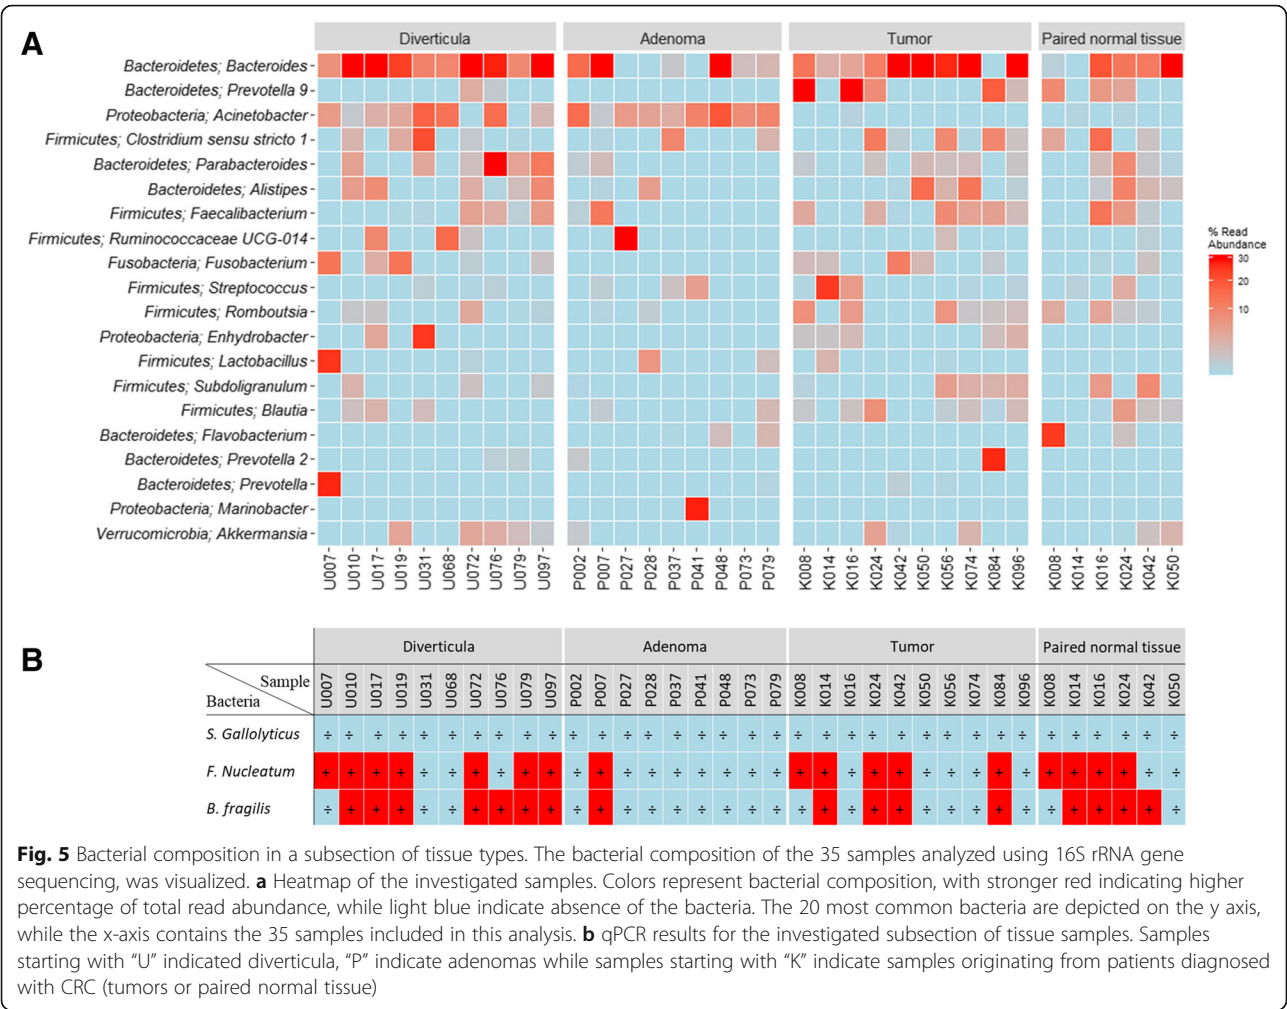 A
Diverticula Adenoma Tumor Paired normal tissue
Bacteroidetes; Bacteroides
Bacteroidetes; Prevotella 9
Proteobacteria; Acinetobacter
Firmicutes; Clostridium sensu stricto 1
Bacteroidetes; Parabacteroides
Bacteroidetes; Alistipes
Firmicutes; Faecalibacterium
Firmicutes; Ruminococcaceae UCG-014
Fusobacteria; Fusobacterium
Firmicutes; Streptococcus
Firmicutes; Romboutsia
Proteobacteria; Enhydrobacter
Firmicutes; Lactobacillus
Firmicutes; Subdoligranulum
Firmicutes; Blautia
Bacteroidetes; Flavobacterium
Bacteroidetes; Prevotella 2
Bacteroidetes; Prevotella
Proteobacteria; Marinobacter
Verrucomicrobia; Akkermansia
% Read
Abundance
30
20
10
U007 U010 U017 U019 U031 U068 U072 U076 U079 U097 P002 P007 P027 P028 P037 P041 P048 P073 P079 K008 K014 K016 K024 K042 K050 K056 K074 K084 K096 K008 K014 K016 K024 K042 K050
B
Diverticula Adenoma Tumor Paired normal tissue
Sample
Bacteria
U007 U010 U017 U019 U031 U068 U072 U076 U079 U097 P002 P007 P027 P028 P037 P041 P048 P073 P079 K008 K014 K016 K024 K042 K050 K056 K074 K084 K096 K008 K014 K016 K024 K042 K050
S. Gallolyticus ÷ ÷ ÷ ÷ ÷ ÷ ÷ ÷ ÷ ÷ ÷ ÷ ÷ ÷ ÷ ÷ ÷ ÷ ÷ ÷ ÷ ÷ ÷ ÷ ÷ ÷ ÷ ÷ ÷ ÷ ÷ ÷ ÷ ÷ ÷
F. Nucleatum + + + + ÷ ÷ + ÷ + + ÷ + ÷ ÷ ÷ ÷ ÷ ÷ ÷ + + ÷ + + ÷ ÷ ÷ + ÷ + + + + ÷ ÷
B. fragilis ÷ + + + ÷ ÷ + + + + ÷ + ÷ ÷ ÷ ÷ ÷ ÷ ÷ ÷ + ÷ + + ÷ ÷ ÷ + ÷ ÷ + + + + ÷
Fig. 5 Bacterial composition in a subsection of tissue types. The bacterial composition of the 35 samples analyzed using 16S rRNA gene
sequencing, was visualized. a Heatmap of the investigated samples. Colors represent bacterial composition, with stronger red indicating higher
percentage of total read abundance, while light blue indicate absence of the bacteria. The 20 most common bacteria are depicted on the y axis,
while the x-axis contains the 35 samples included in this analysis. b qPCR results for the investigated subsection of tissue samples. Samples
starting with “U” indicated diverticula, “P” indicate adenomas while samples starting with “K” indicate samples originating from patients diagnosed
with CRC (tumors or paired normal tissue)